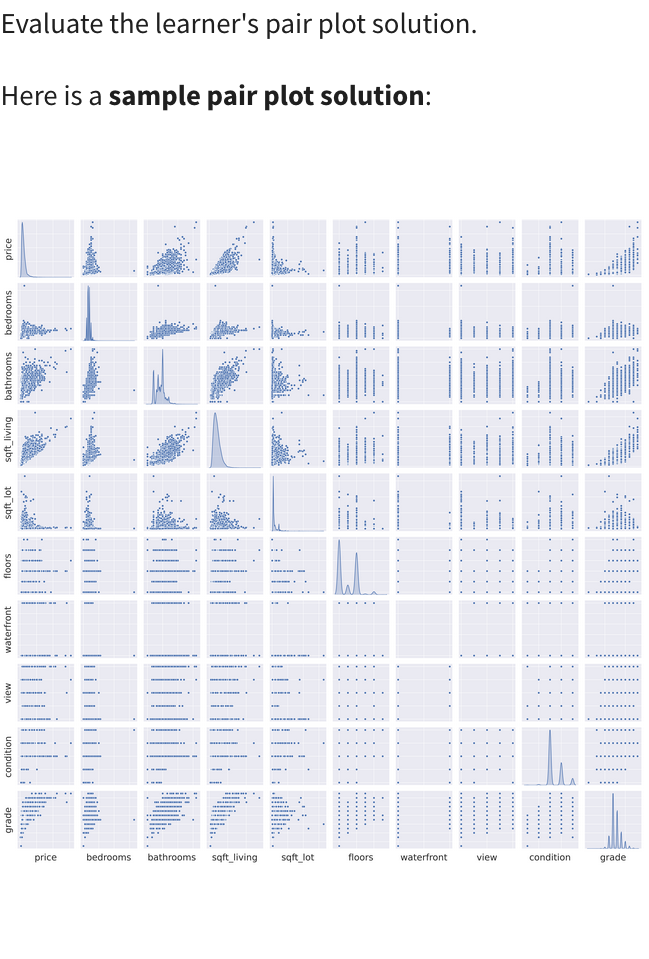 Evaluate the learner's pair plot solution.
Here is a sample pair plot solution:
price
bedrooms
bathrooms
sqft_living
sqft_lot
floors
waterfront
view
condition
grade
price bedrooms bathrooms sqft_living sqft_lot floors waterfront view condition grade